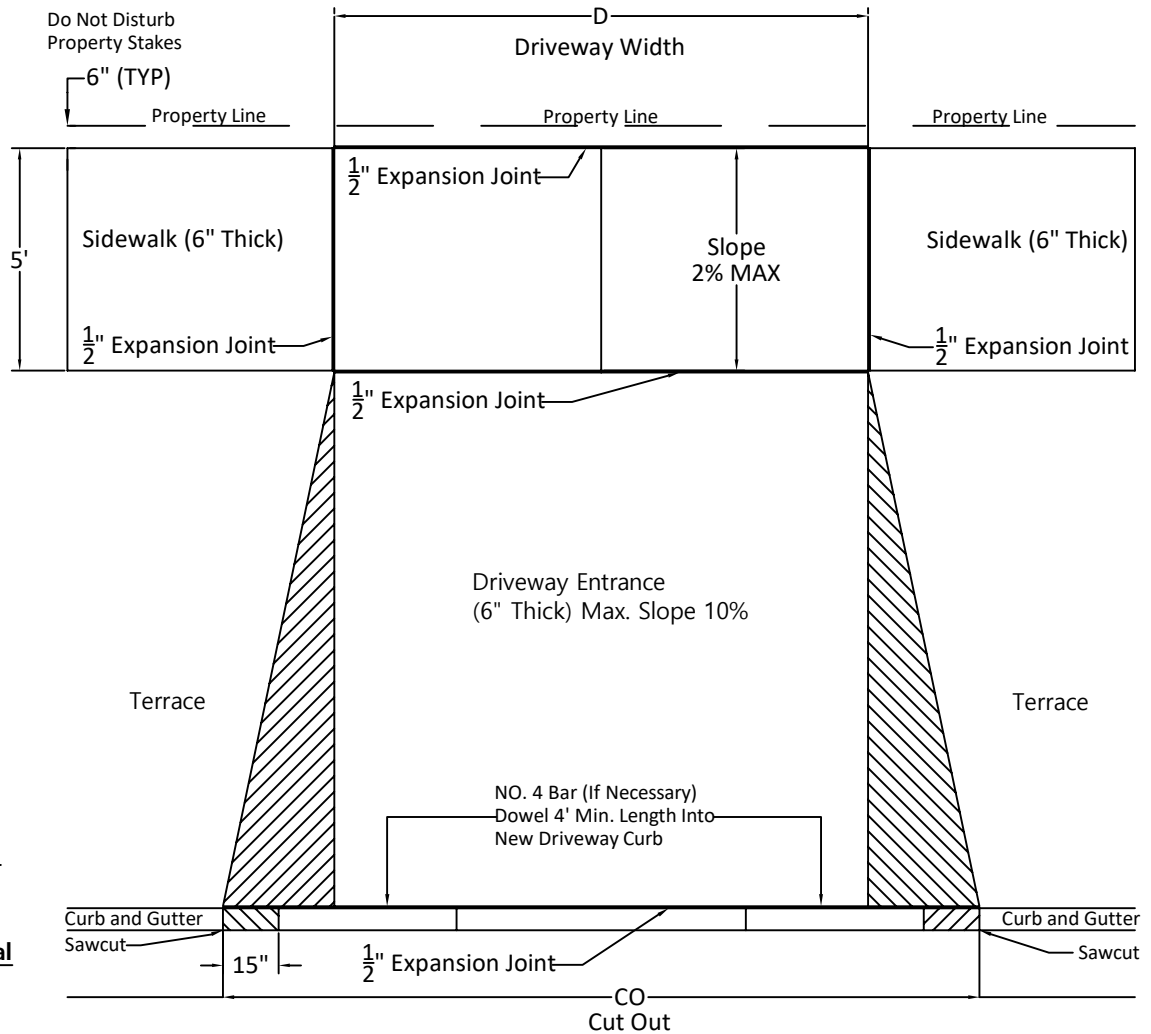 Do Not Disturb
Property Stakes
6" (TYP)
D
Driveway Width
Property Line
Property Line
Property Line
1/2" Expansion Joint
Sidewalk (6" Thick)
5'
Slope
2% MAX
Sidewalk (6" Thick)
1/2" Expansion Joint
1/2" Expansion Joint
1/2" Expansion Joint
Driveway Entrance
(6" Thick) Max. Slope 10%
Terrace
Terrace
NO. 4 Bar (If Necessary)
Dowel 4' Min. Length Into
New Driveway Curb
Curb and Gutter
Curb and Gutter
Sawcut
Sawcut
15"
1/2" Expansion Joint
CO
Cut Out